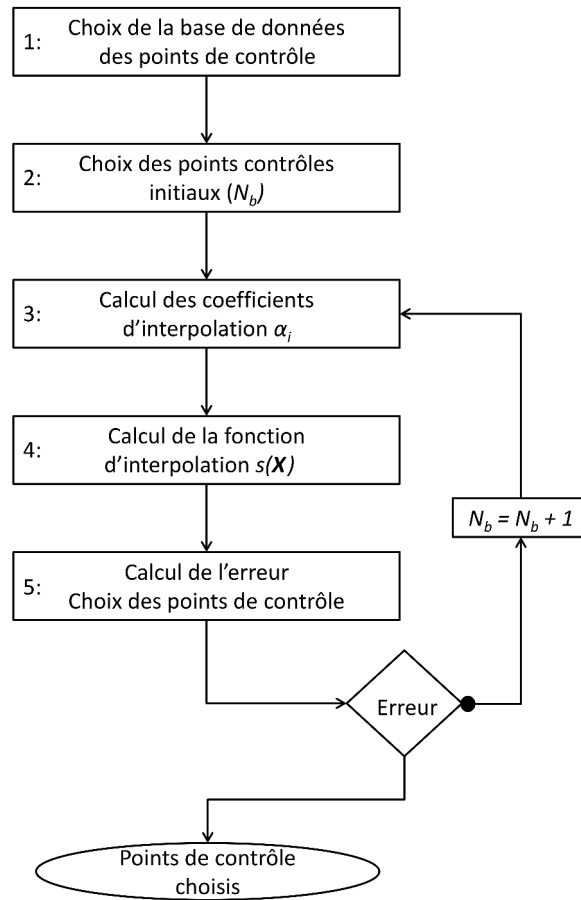 1: Choix de la base de données
des points de contrôle
2: Choix des points contrôles
initiaux (N_b)
3: Calcul des coefficients
d’interpolation α_i
4: Calcul de la fonction
d’interpolation s(X)
N_b = N_b + 1
5: Calcul de l’erreur
Choix des points de contrôle
Erreur
Points de contrôle
choisis